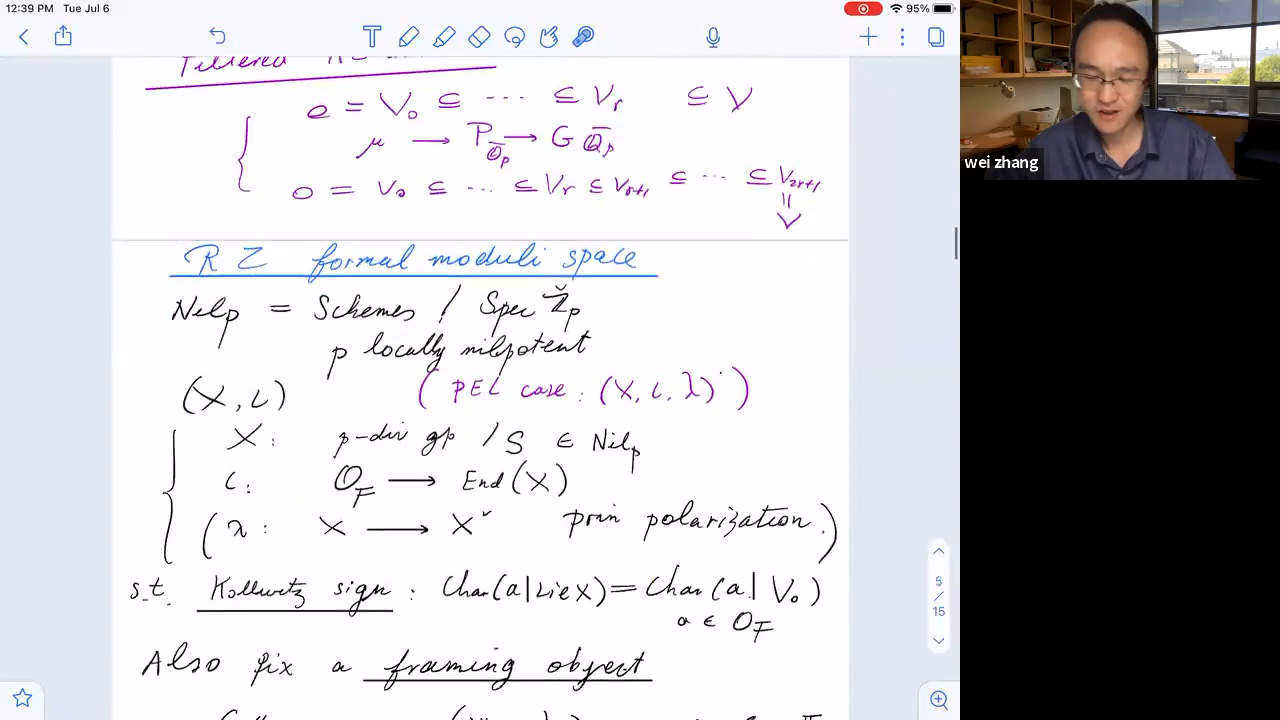 12:39 PM Tue Jul 6
95%
wei zhang
Filtered
0 = V₀ ⊆ ⋯ ⊆ Vᵣ ⊆ V
μ → P_Q̄ₚ → G Q̄ₚ
0 = V₀ ⊆ ⋯ ⊆ Vᵣ ⊆ Vᵣ₊₁ ⊆ ⋯ ⊆ V₂ᵣ₊₁
=
V
RZ formal moduli space
Nilp = Schemes / Spec Z̆ₚ
p locally nilpotent
(X, ι) (PEL case: (X, ι, λ))
X: p-div gp / S ∈ Nilp
ι: O_F → End(X)
(λ: X → X^∨ prin polarization.)
s.t. Kottwitz sign: Char(a|Lie X) = Char(a| V₀)
a ∈ O_F
Also fix a framing object
5
/
15